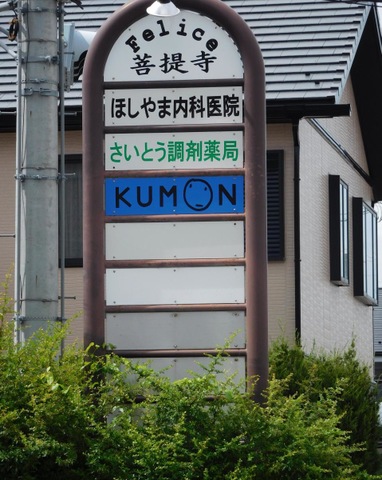 Felice
菩提寺
ほしやま内科医院
さいとう調剤薬局
KUMON